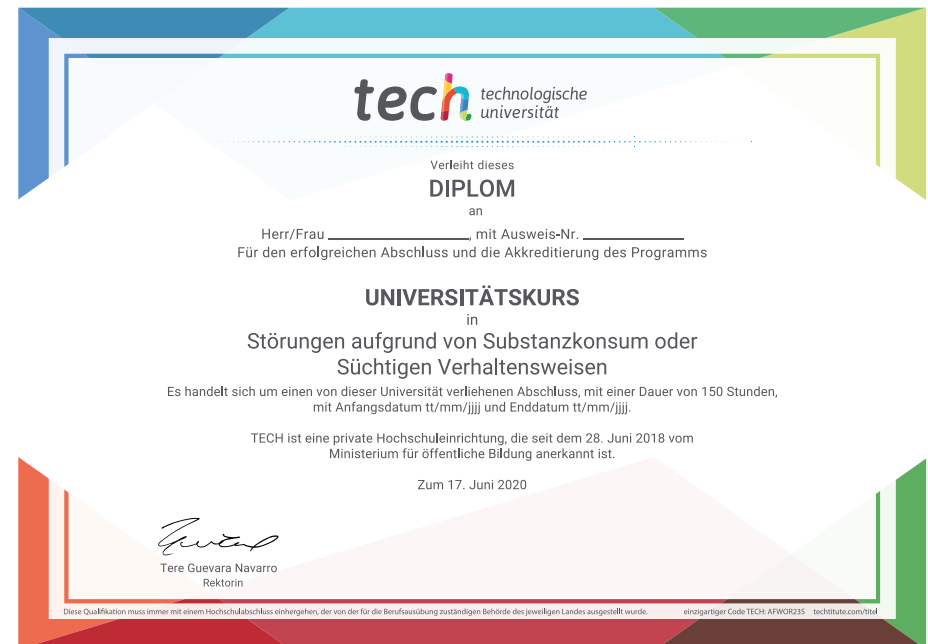 tech technologische
universität
Verleiht dieses
DIPLOM
an
Herr/Frau ____________, mit Ausweis-Nr. ____________
Für den erfolgreichen Abschluss und die Akkreditierung des Programms
UNIVERSITÄTSKURS
in
Störungen aufgrund von Substanzkonsum oder
Süchtigen Verhaltensweisen
Es handelt sich um einen von dieser Universität verliehenen Abschluss, mit einer Dauer von 150 Stunden,
mit Anfangsdatum tt/mm/jjjj und Enddatum tt/mm/jjjj.
TECH ist eine private Hochschuleinrichtung, die seit dem 28. Juni 2018 vom
Ministerium für öffentliche Bildung anerkannt ist.
Zum 17. Juni 2020
Tere Guevara Navarro
Rektorin
Diese Qualifikation muss immer mit einem Hochschulabschluss einhergehen, der von der für die Berufsausübung zuständigen Behörde des jeweiligen Landes ausgestellt wurde. einzigartiger Code TECH: AFWOR23S techtitute.com/titel